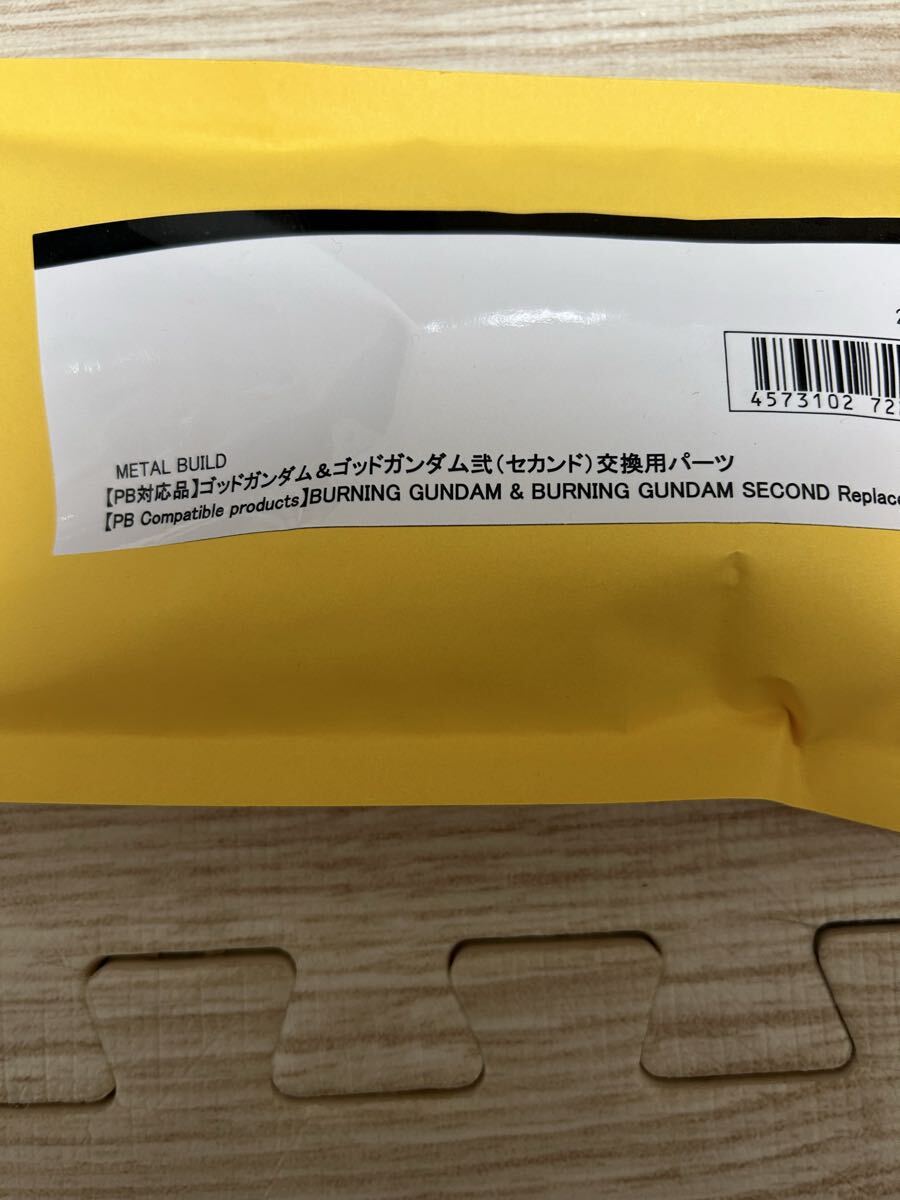 4573102 72
METAL BUILD
【PB対応品】ゴッドガンダム&ゴッドガンダム弐(セカンド)交換用パーツ
【PB Compatible products】BURNING GUNDAM & BURNING GUNDAM SECOND